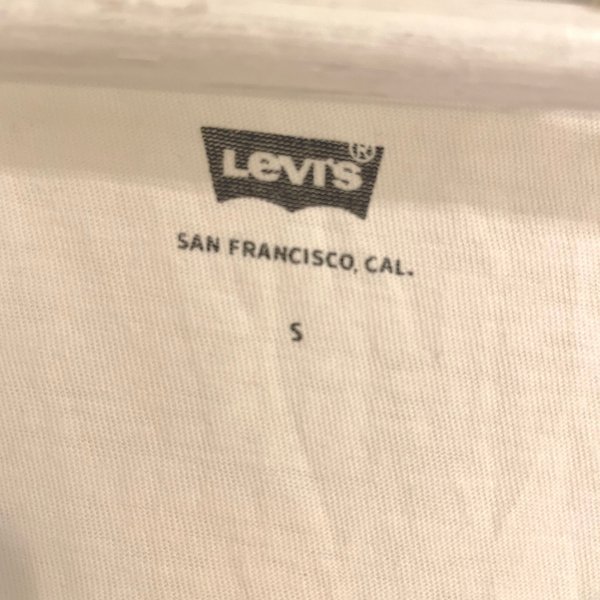 LEVI'S®
SAN FRANCISCO, CAL.
S